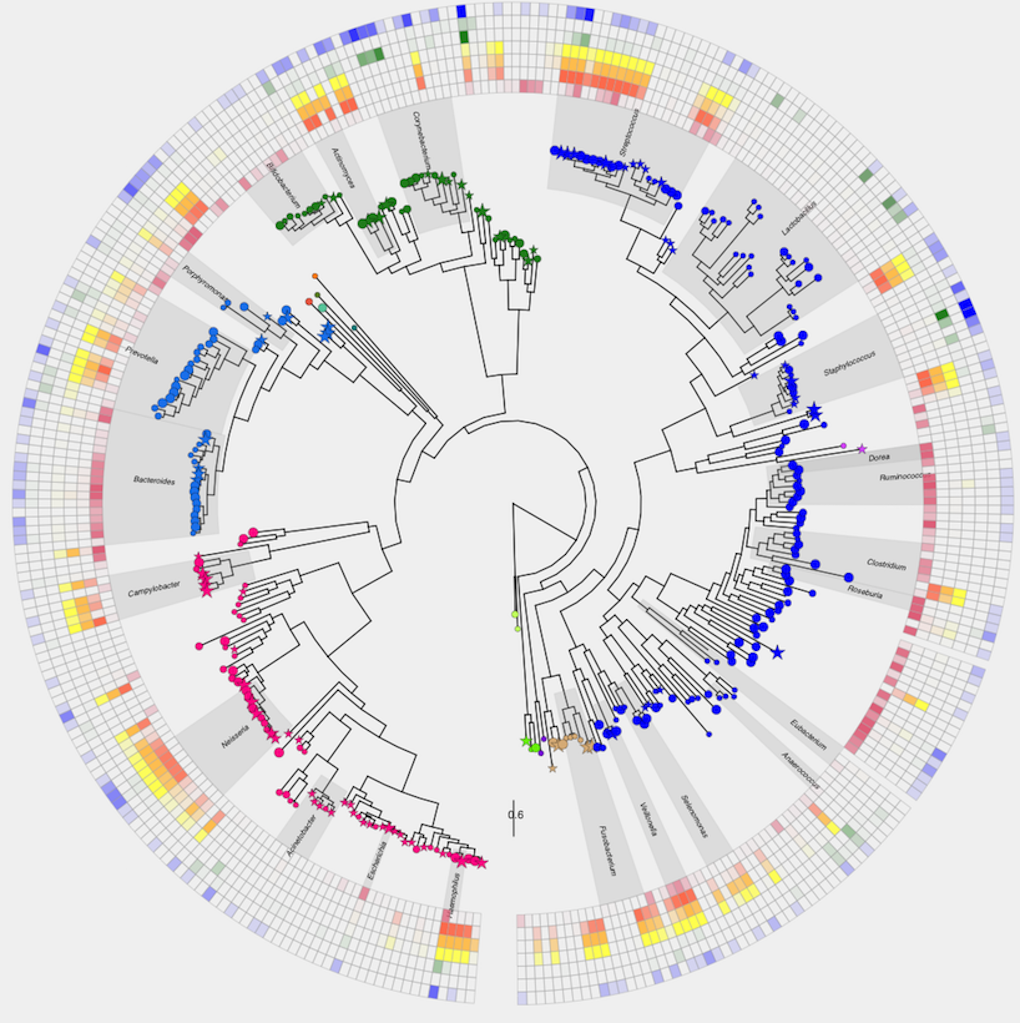 Corynebacterium
Streptococcus
Actinomyces
Bifidobacterium
Lactobacillus
Porphyromonas
Prevotella
Staphylococcus
Dorea
Bacteroides
Clostridium
Campylobacter
Roseburia
Neisseria
Eubacterium
Anaerococcus
0.6
Acinetobacter
Veillonella
Selenomonas
Escherichia
Fusobacterium
Haemophilus